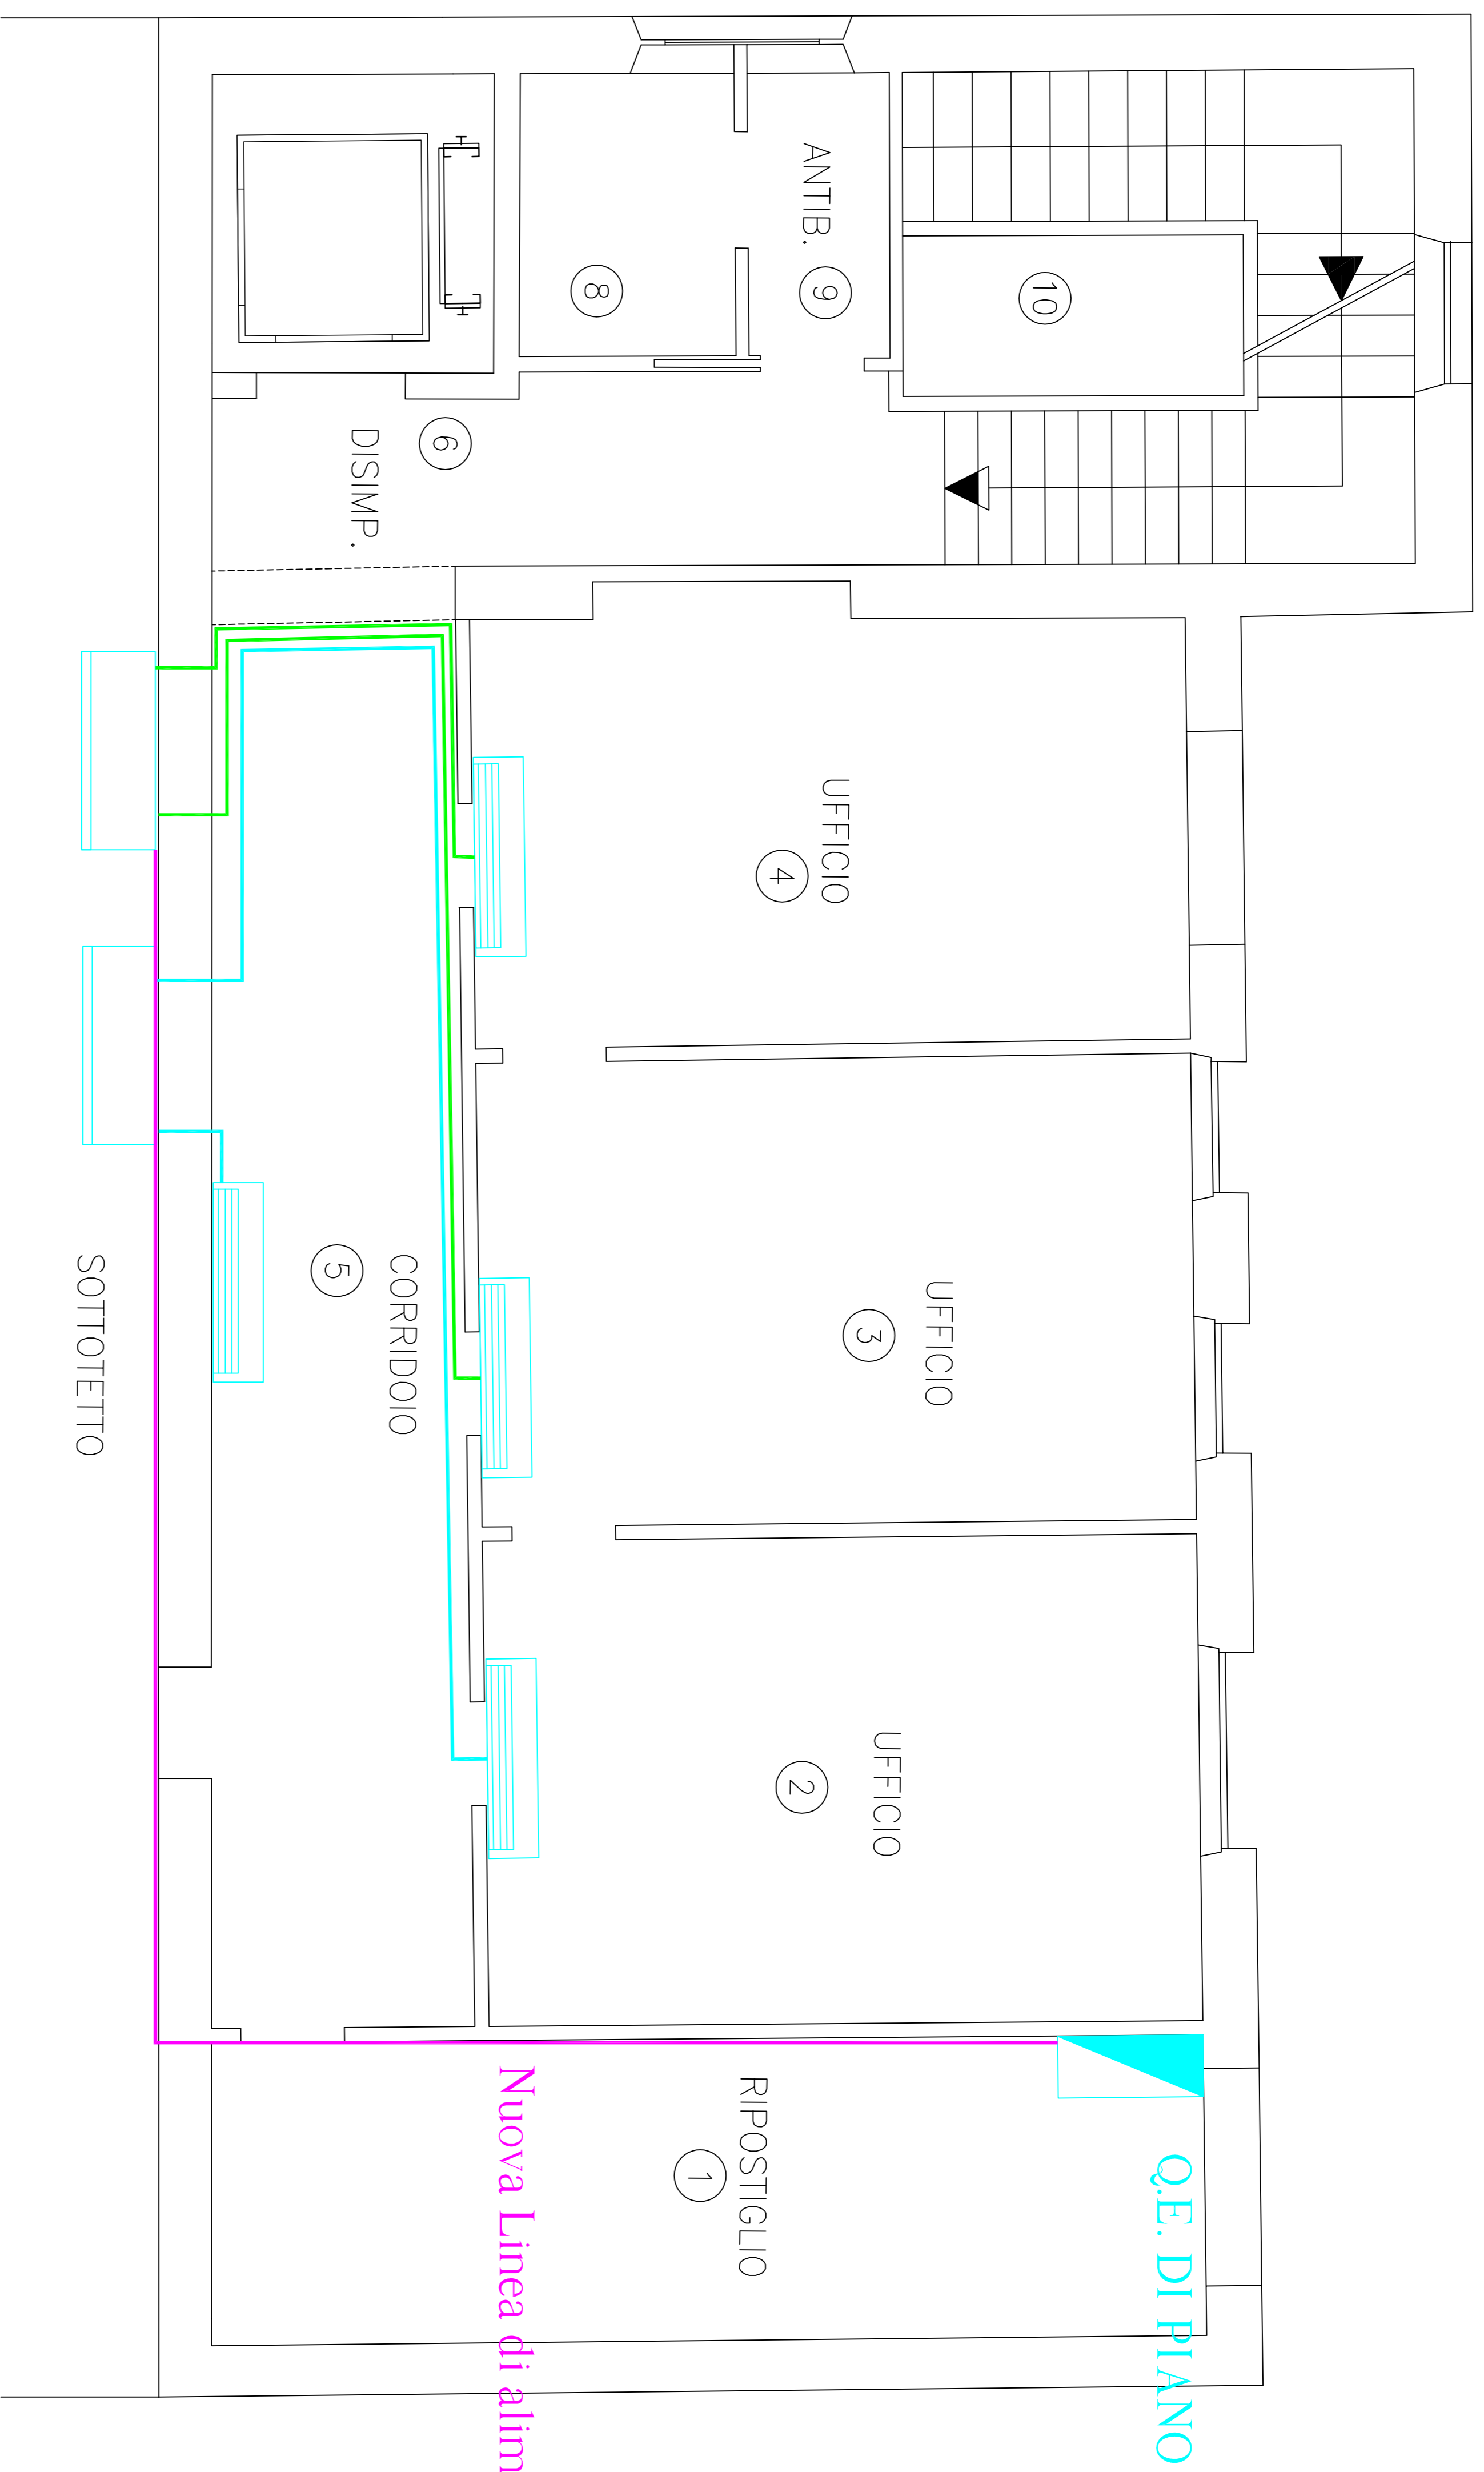 ANTIB.
9
8
10
6
DISIMP.
UFFICIO
4
UFFICIO
3
CORRIDOIO
5
SOTTOTETTO
UFFICIO
2
RIPOSTIGLIO
1
Q.E. DI PIANO
Nuova Linea di alim